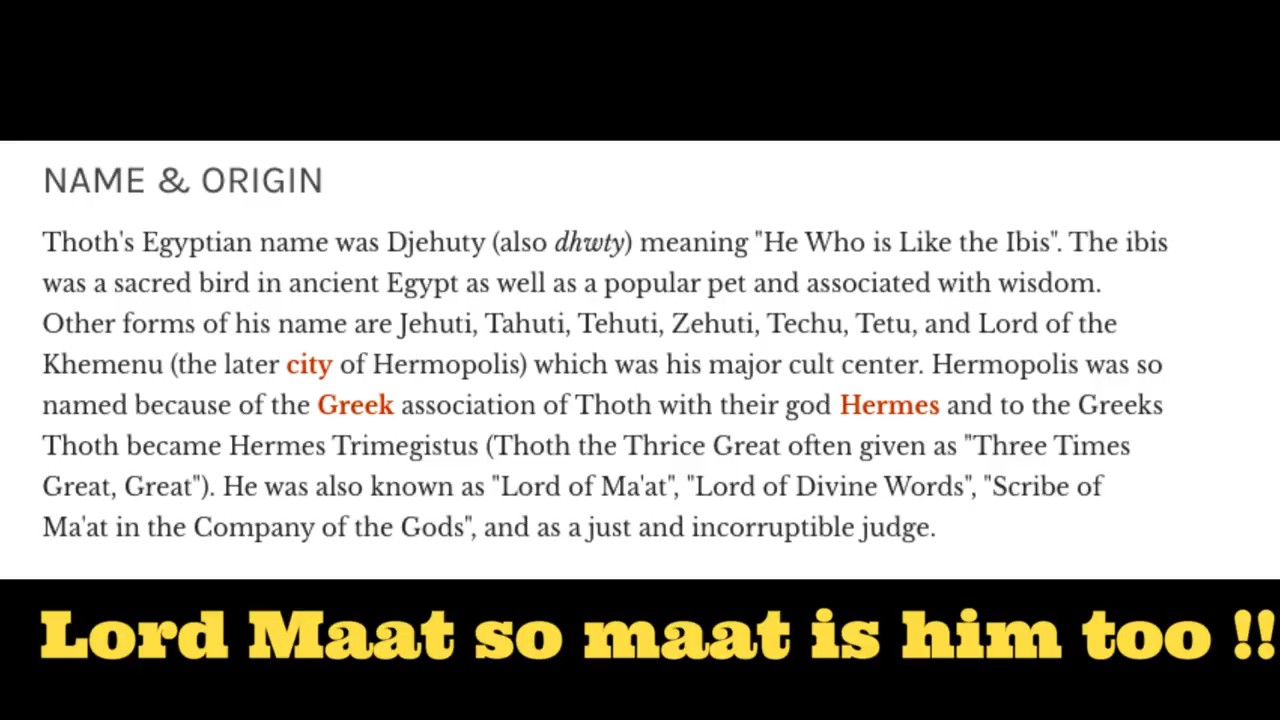 NAME & ORIGIN
Thoth's Egyptian name was Djehuty (also dhwty) meaning "He Who is Like the Ibis". The ibis
was a sacred bird in ancient Egypt as well as a popular pet and associated with wisdom.
Other forms of his name are Jehuti, Tahuti, Tehuti, Zehuti, Techu, Tetu, and Lord of the
Khemenu (the later city of Hermopolis) which was his major cult center. Hermopolis was so
named because of the Greek association of Thoth with their god Hermes and to the Greeks
Thoth became Hermes Trimegistus (Thoth the Thrice Great often given as "Three Times
Great, Great"). He was also known as "Lord of Ma'at", "Lord of Divine Words", "Scribe of
Ma'at in the Company of the Gods", and as a just and incorruptible judge.
Lord Maat so maat is him too !!